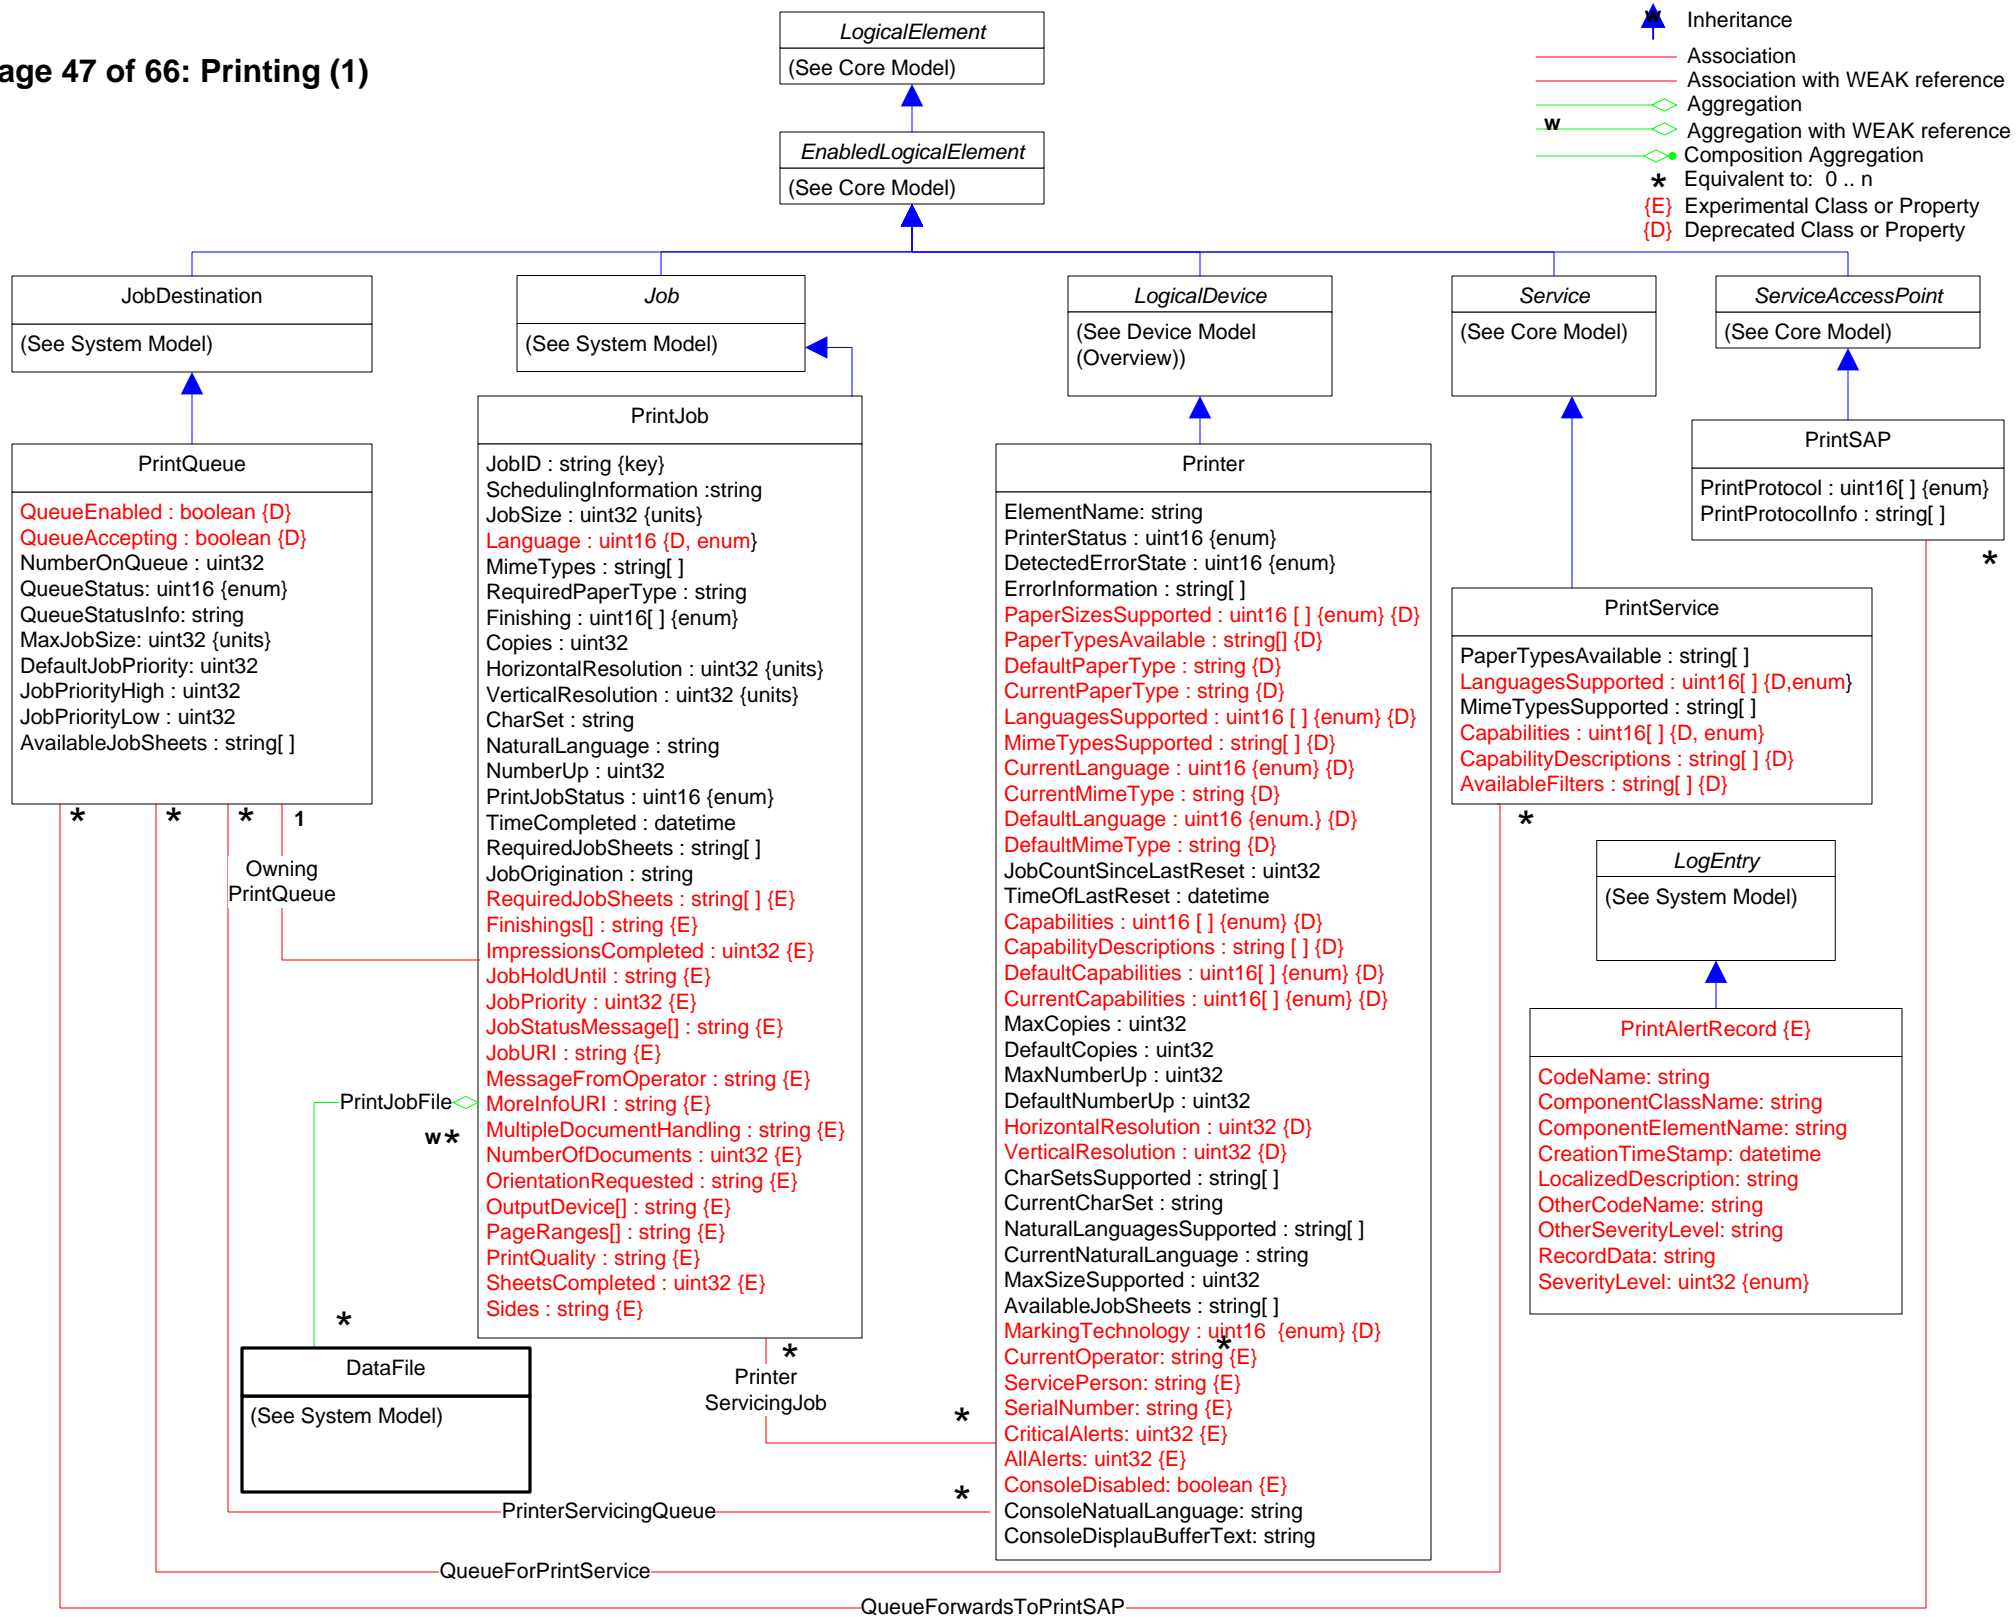 age 47 of 66: Printing (1)
LogicalElement
(See Core Model)
EnabledLogicalElement
(See Core Model)
w
Inheritance
Association
Association with WEAK reference
Aggregation
w
Aggregation with WEAK reference
Composition Aggregation
* Equivalent to: 0 .. n
{E} Experimental Class or Property
{D} Deprecated Class or Property
JobDestination
(See System Model)
Job
(See System Model)
LogicalDevice
(See Device Model
(Overview))
Service
(See Core Model)
ServiceAccessPoint
(See Core Model)
PrintQueue
QueueEnabled : boolean {D}
QueueAccepting : boolean {D}
NumberOnQueue : uint32
QueueStatus: uint16 {enum}
QueueStatusInfo: string
MaxJobSize: uint32 {units}
DefaultJobPriority: uint32
JobPriorityHigh : uint32
JobPriorityLow : uint32
AvailableJobSheets : string[ ]
* * * 1
Owning
PrintQueue
PrintJob
JobID : string {key}
SchedulingInformation :string
JobSize : uint32 {units}
Language : uint16 {D, enum}
MimeTypes : string[ ]
RequiredPaperType : string
Finishing : uint16[ ] {enum}
Copies : uint32
HorizontalResolution : uint32 {units}
VerticalResolution : uint32 {units}
CharSet : string
NaturalLanguage : string
NumberUp : uint32
PrintJobStatus : uint16 {enum}
TimeCompleted : datetime
RequiredJobSheets : string[ ]
JobOrigination : string
RequiredJobSheets : string[ ] {E}
Finishings[] : string {E}
ImpressionsCompleted : uint32 {E}
JobHoldUntil : string {E}
JobPriority : uint32 {E}
JobStatusMessage[] : string {E}
JobURI : string {E}
MessageFromOperator : string {E}
MoreInfoURI : string {E}
MultipleDocumentHandling : string {E}
NumberOfDocuments : uint32 {E}
OrientationRequested : string {E}
OutputDevice[] : string {E}
PageRanges[] : string {E}
PrintQuality : string {E}
SheetsCompleted : uint32 {E}
Sides : string {E}
PrintJobFile
w *
*
DataFile
(See System Model)
*
Printer
ServicingJob
*
*
PrinterServicingQueue
QueueForPrintService
QueueForwardsToPrintSAP
Printer
ElementName: string
PrinterStatus : uint16 {enum}
DetectedErrorState : uint16 {enum}
ErrorInformation : string[ ]
PaperSizesSupported : uint16 [ ] {enum} {D}
PaperTypesAvailable : string[] {D}
DefaultPaperType : string {D}
CurrentPaperType : string {D}
LanguagesSupported : uint16 [ ] {enum} {D}
MimeTypesSupported : string[ ] {D}
CurrentLanguage : uint16 {enum} {D}
CurrentMimeType : string {D}
DefaultLanguage : uint16 {enum.} {D}
DefaultMimeType : string {D}
JobCountSinceLastReset : uint32
TimeOfLastReset : datetime
Capabilities : uint16 [ ] {enum} {D}
CapabilityDescriptions : string [ ] {D}
DefaultCapabilities : uint16[ ] {enum} {D}
CurrentCapabilities : uint16[ ] {enum} {D}
MaxCopies : uint32
DefaultCopies : uint32
MaxNumberUp : uint32
DefaultNumberUp : uint32
HorizontalResolution : uint32 {D}
VerticalResolution : uint32 {D}
CharSetsSupported : string[ ]
CurrentCharSet : string
NaturalLanguagesSupported : string[ ]
CurrentNaturalLanguage : string
MaxSizeSupported : uint32
AvailableJobSheets : string[ ]
MarkingTechnology : uint16 {enum} {D}
*
CurrentOperator: string {E}
ServicePerson: string {E}
SerialNumber: string {E}
CriticalAlerts: uint32 {E}
AllAlerts: uint32 {E}
ConsoleDisabled: boolean {E}
ConsoleNatualLanguage: string
ConsoleDisplauBufferText: string
PrintSAP
PrintProtocol : uint16[ ] {enum}
PrintProtocolInfo : string[ ]
*
PrintService
PaperTypesAvailable : string[ ]
LanguagesSupported : uint16[ ] {D,enum}
MimeTypesSupported : string[ ]
Capabilities : uint16[ ] {D, enum}
CapabilityDescriptions : string[ ] {D}
AvailableFilters : string[ ] {D}
*
LogEntry
(See System Model)
PrintAlertRecord {E}
CodeName: string
ComponentClassName: string
ComponentElementName: string
CreationTimeStamp: datetime
LocalizedDescription: string
OtherCodeName: string
OtherSeverityLevel: string
RecordData: string
SeverityLevel: uint32 {enum}